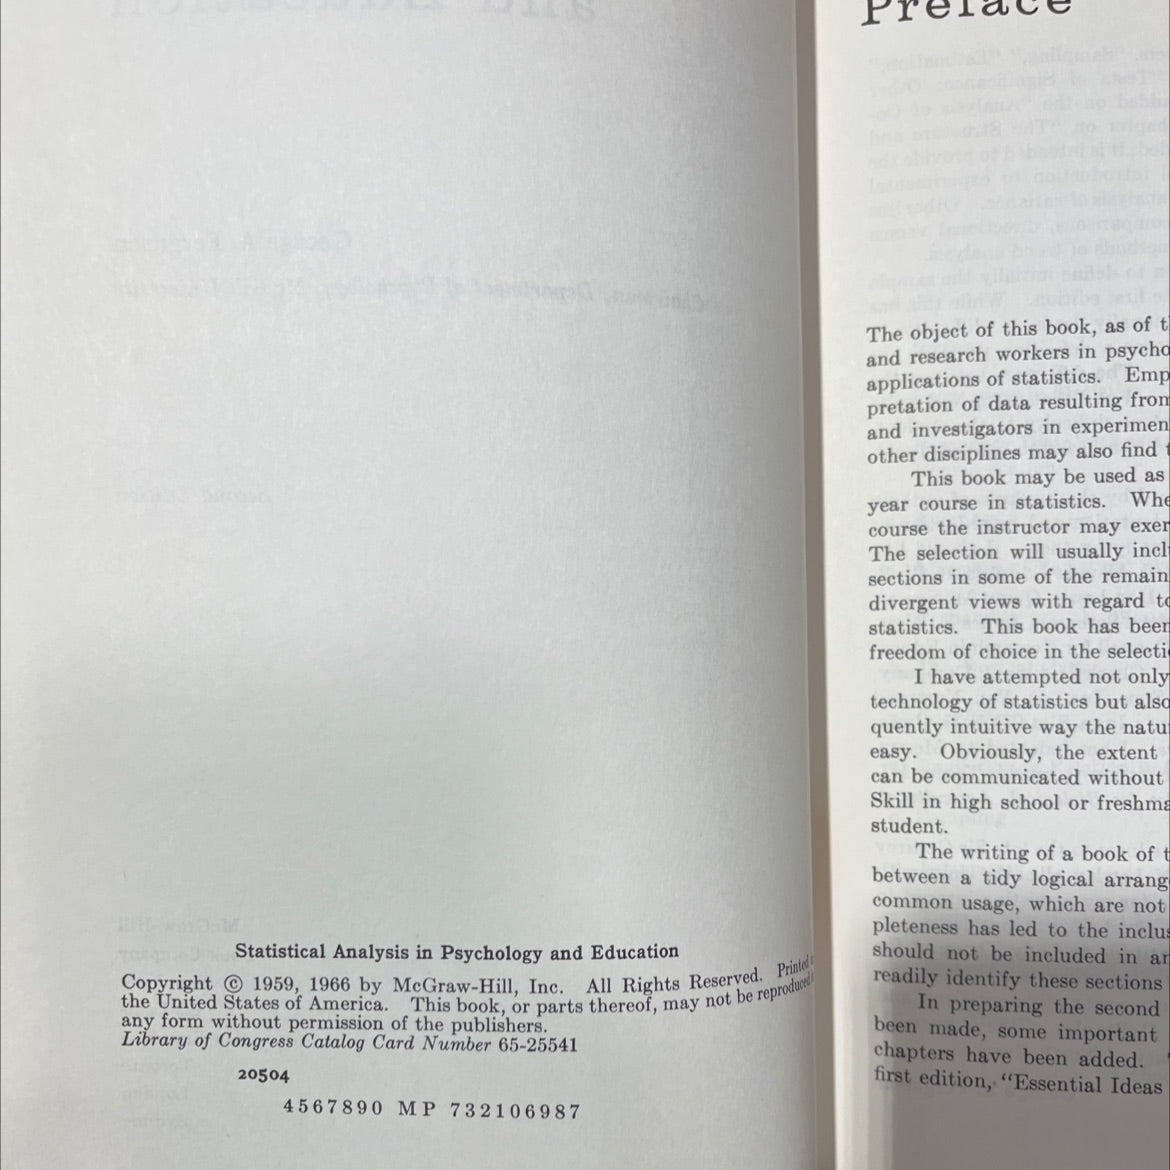 Statistical Analysis in Psychology and Education
Copyright © 1959, 1966 by McGraw-Hill, Inc. All Rights Reserved. Printed
the United States of America. This book, or parts thereof, may not be reproduced
any form without permission of the publishers.
Library of Congress Catalog Card Number 65-25541
20504
4567890 MP 732106987
Preface
The object of this book, as of t
and research workers in psycho
applications of statistics. Emp
pretation of data resulting from
and investigators in experimen
other disciplines may also find t
This book may be used as
year course in statistics. Whe
course the instructor may exer
The selection will usually incl
sections in some of the remain
divergent views with regard to
statistics. This book has been
freedom of choice in the selecti
I have attempted not only
technology of statistics but also
quently intuitive way the natu
easy. Obviously, the extent
can be communicated without
Skill in high school or freshma
student.
The writing of a book of t
between a tidy logical arrang
common usage, which are not
pleteness has led to the inclus
should not be included in an
readily identify these sections
In preparing the second
been made, some important
chapters have been added.
first edition, "Essential Ideas